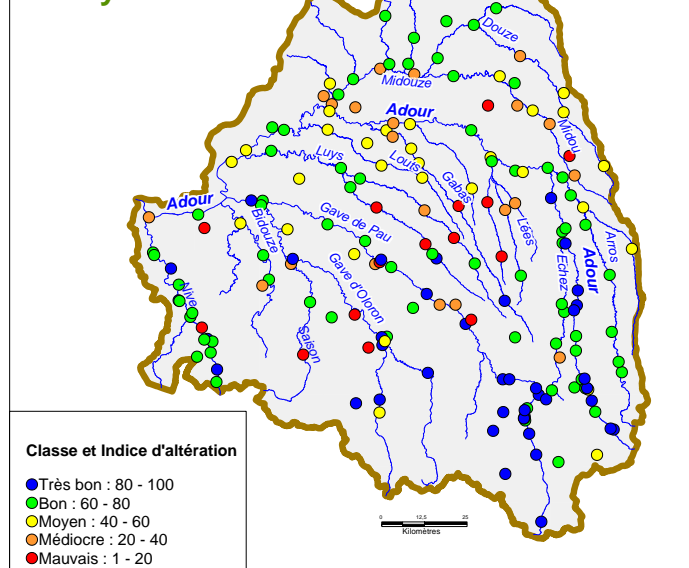 Douze
Midouze
Adour
Midou
Luys
Louts
Gabas
Adour
Bidouze
Gave de Pau
Lées
Arros
Echez
Adour
Gave d'Oloron
Nive
Saison
Classe et Indice d'altération
Très bon : 80 - 100
Bon : 60 - 80
Moyen : 40 - 60
Médiocre : 20 - 40
Mauvais : 1 - 20
0 12,5 25
Kilomètres